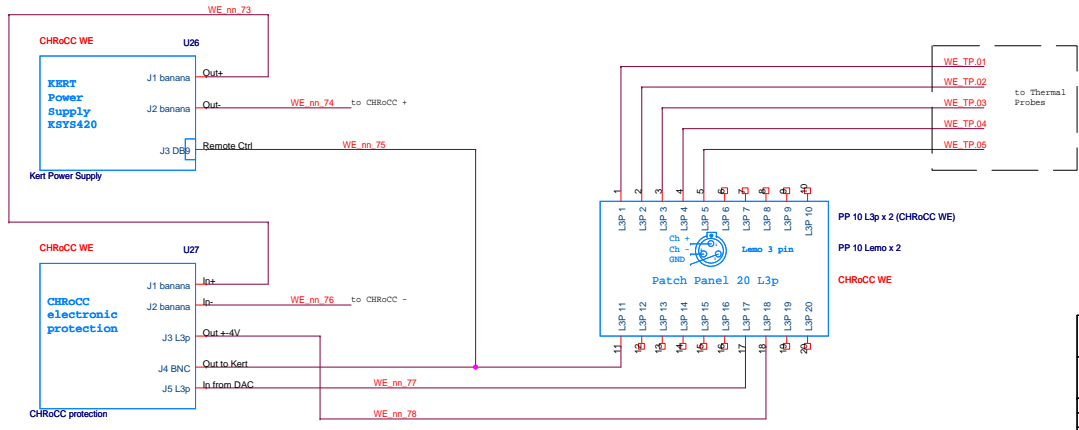 WE_nn_73
CHRoCC WE
U26
KERT
Power
Supply
KSYS420
J1 banana
Out+
J2 banana
Out-
WE_nn_74
to CHRoCC +
J3 DB9
Remote Ctrl
WE_nn_75
Kert Power Supply
CHRoCC WE
U27
CHRoCC
electronic
protection
J1 banana
In+
J2 banana
In-
WE_nn_76
to CHRoCC -
J3 L3p
Out +-4V
J4 BNC
Out to Kert
J5 L3p
In from DAC
WE_nn_77
WE_nn_78
CHRoCC protection
WE_TP.01
WE_TP.02
WE_TP.03
WE_TP.04
WE_TP.05
to Thermal
Probes
1 2 3 4 5 6 7 8 9 10
L3P 1 L3P 2 L3P 3 L3P 4 L3P 5 L3P 6 L3P 7 L3P 8 L3P 9 L3P 10
Ch +
Ch -
GND
Lemo 3 pin
Patch Panel 20 L3p
L3P 11 L3P 12 L3P 13 L3P 14 L3P 15 L3P 16 L3P 17 L3P 18 L3P 19 L3P 20
11 12 13 14 15 16 17 18 19 20
PP 10 L3p x 2 (CHRoCC WE)
PP 10 Lemo x 2
CHRoCC WE